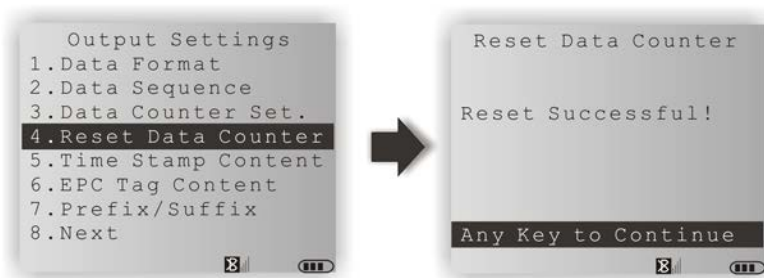 Output Settings
1.Data Format
2.Data Sequence
3.Data Counter Set.
4.Reset Data Counter
5.Time Stamp Content
6.EPC Tag Content
7.Prefix/Suffix
8.Next
Reset Data Counter
Reset Successful!
Any Key to Continue